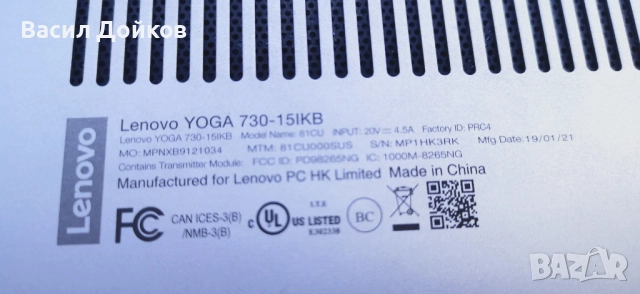 Васил Дойков
Lenovo
Lenovo YOGA 730-15IKB
Lenovo YOGA 730-15IKB Model Name: 81CU INPUT: 20V⎓4.5A Factory ID: PRC4
MO: MPNXB9121034 MTM: 81CU000SUS S/N: MP1HK3RK Mfg Date: 19/01/21
Contains Transmitter Module: FCC ID: PD98265NG IC: 1000M-8265NG
Manufactured for Lenovo PC HK Limited Made in China
FC CAN ICES-3(B) /NMB-3(B) c UL US LISTED I.T.E. E302338 BC
BAZAR